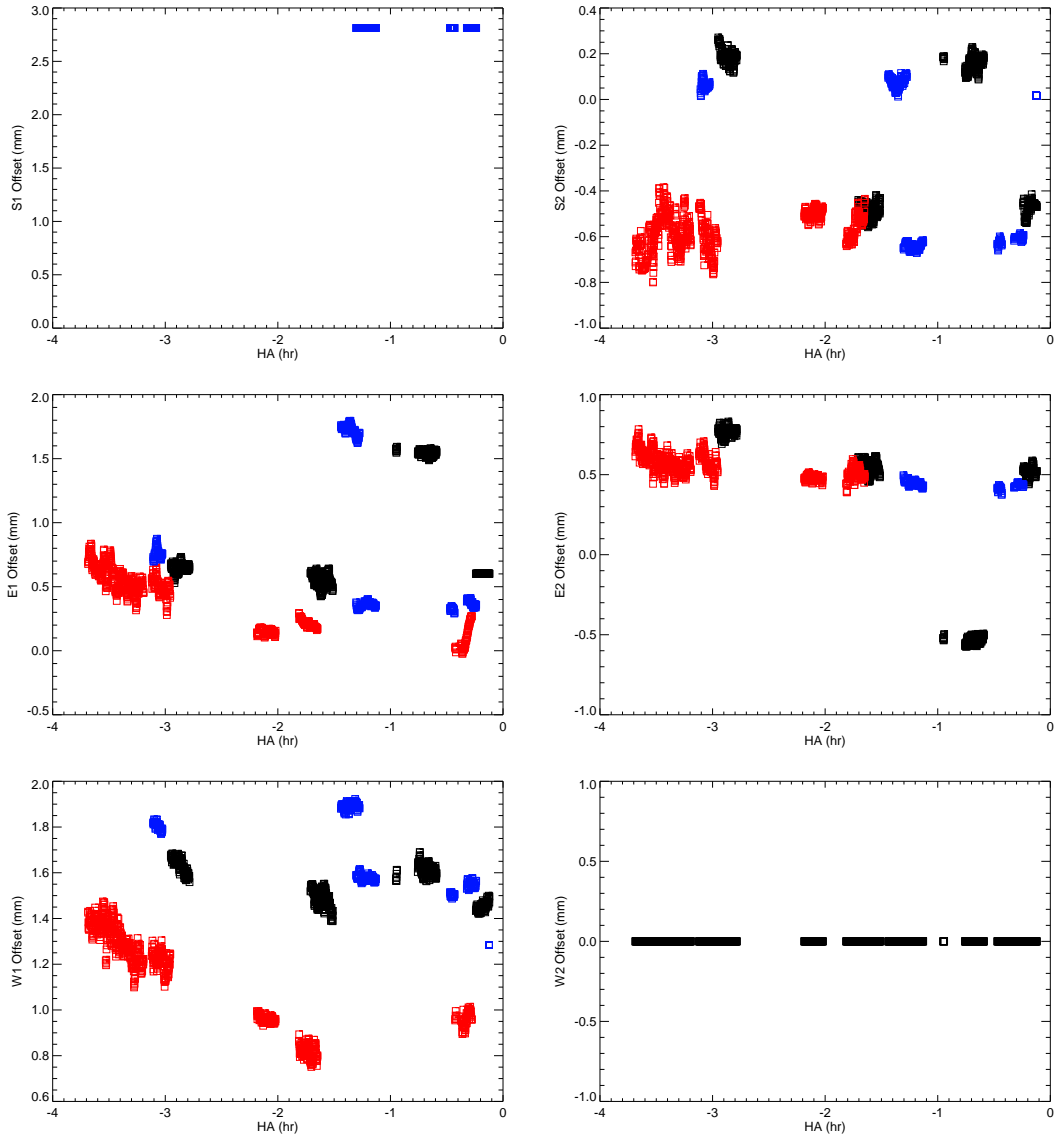 S1 Offset (mm)
3.0
2.5
2.0
1.5
1.0
0.5
0.0
-4 -3 -2 -1 0
HA (hr)
S2 Offset (mm)
0.4
0.2
0.0
-0.2
-0.4
-0.6
-0.8
-1.0
-4 -3 -2 -1 0
HA (hr)
E1 Offset (mm)
2.0
1.5
1.0
0.5
0.0
-0.5
-4 -3 -2 -1 0
HA (hr)
E2 Offset (mm)
1.0
0.5
0.0
-0.5
-1.0
-4 -3 -2 -1 0
HA (hr)
W1 Offset (mm)
2.0
1.8
1.6
1.4
1.2
1.0
0.8
0.6
-4 -3 -2 -1 0
HA (hr)
W2 Offset (mm)
1.0
0.5
0.0
-0.5
-1.0
-4 -3 -2 -1 0
HA (hr)